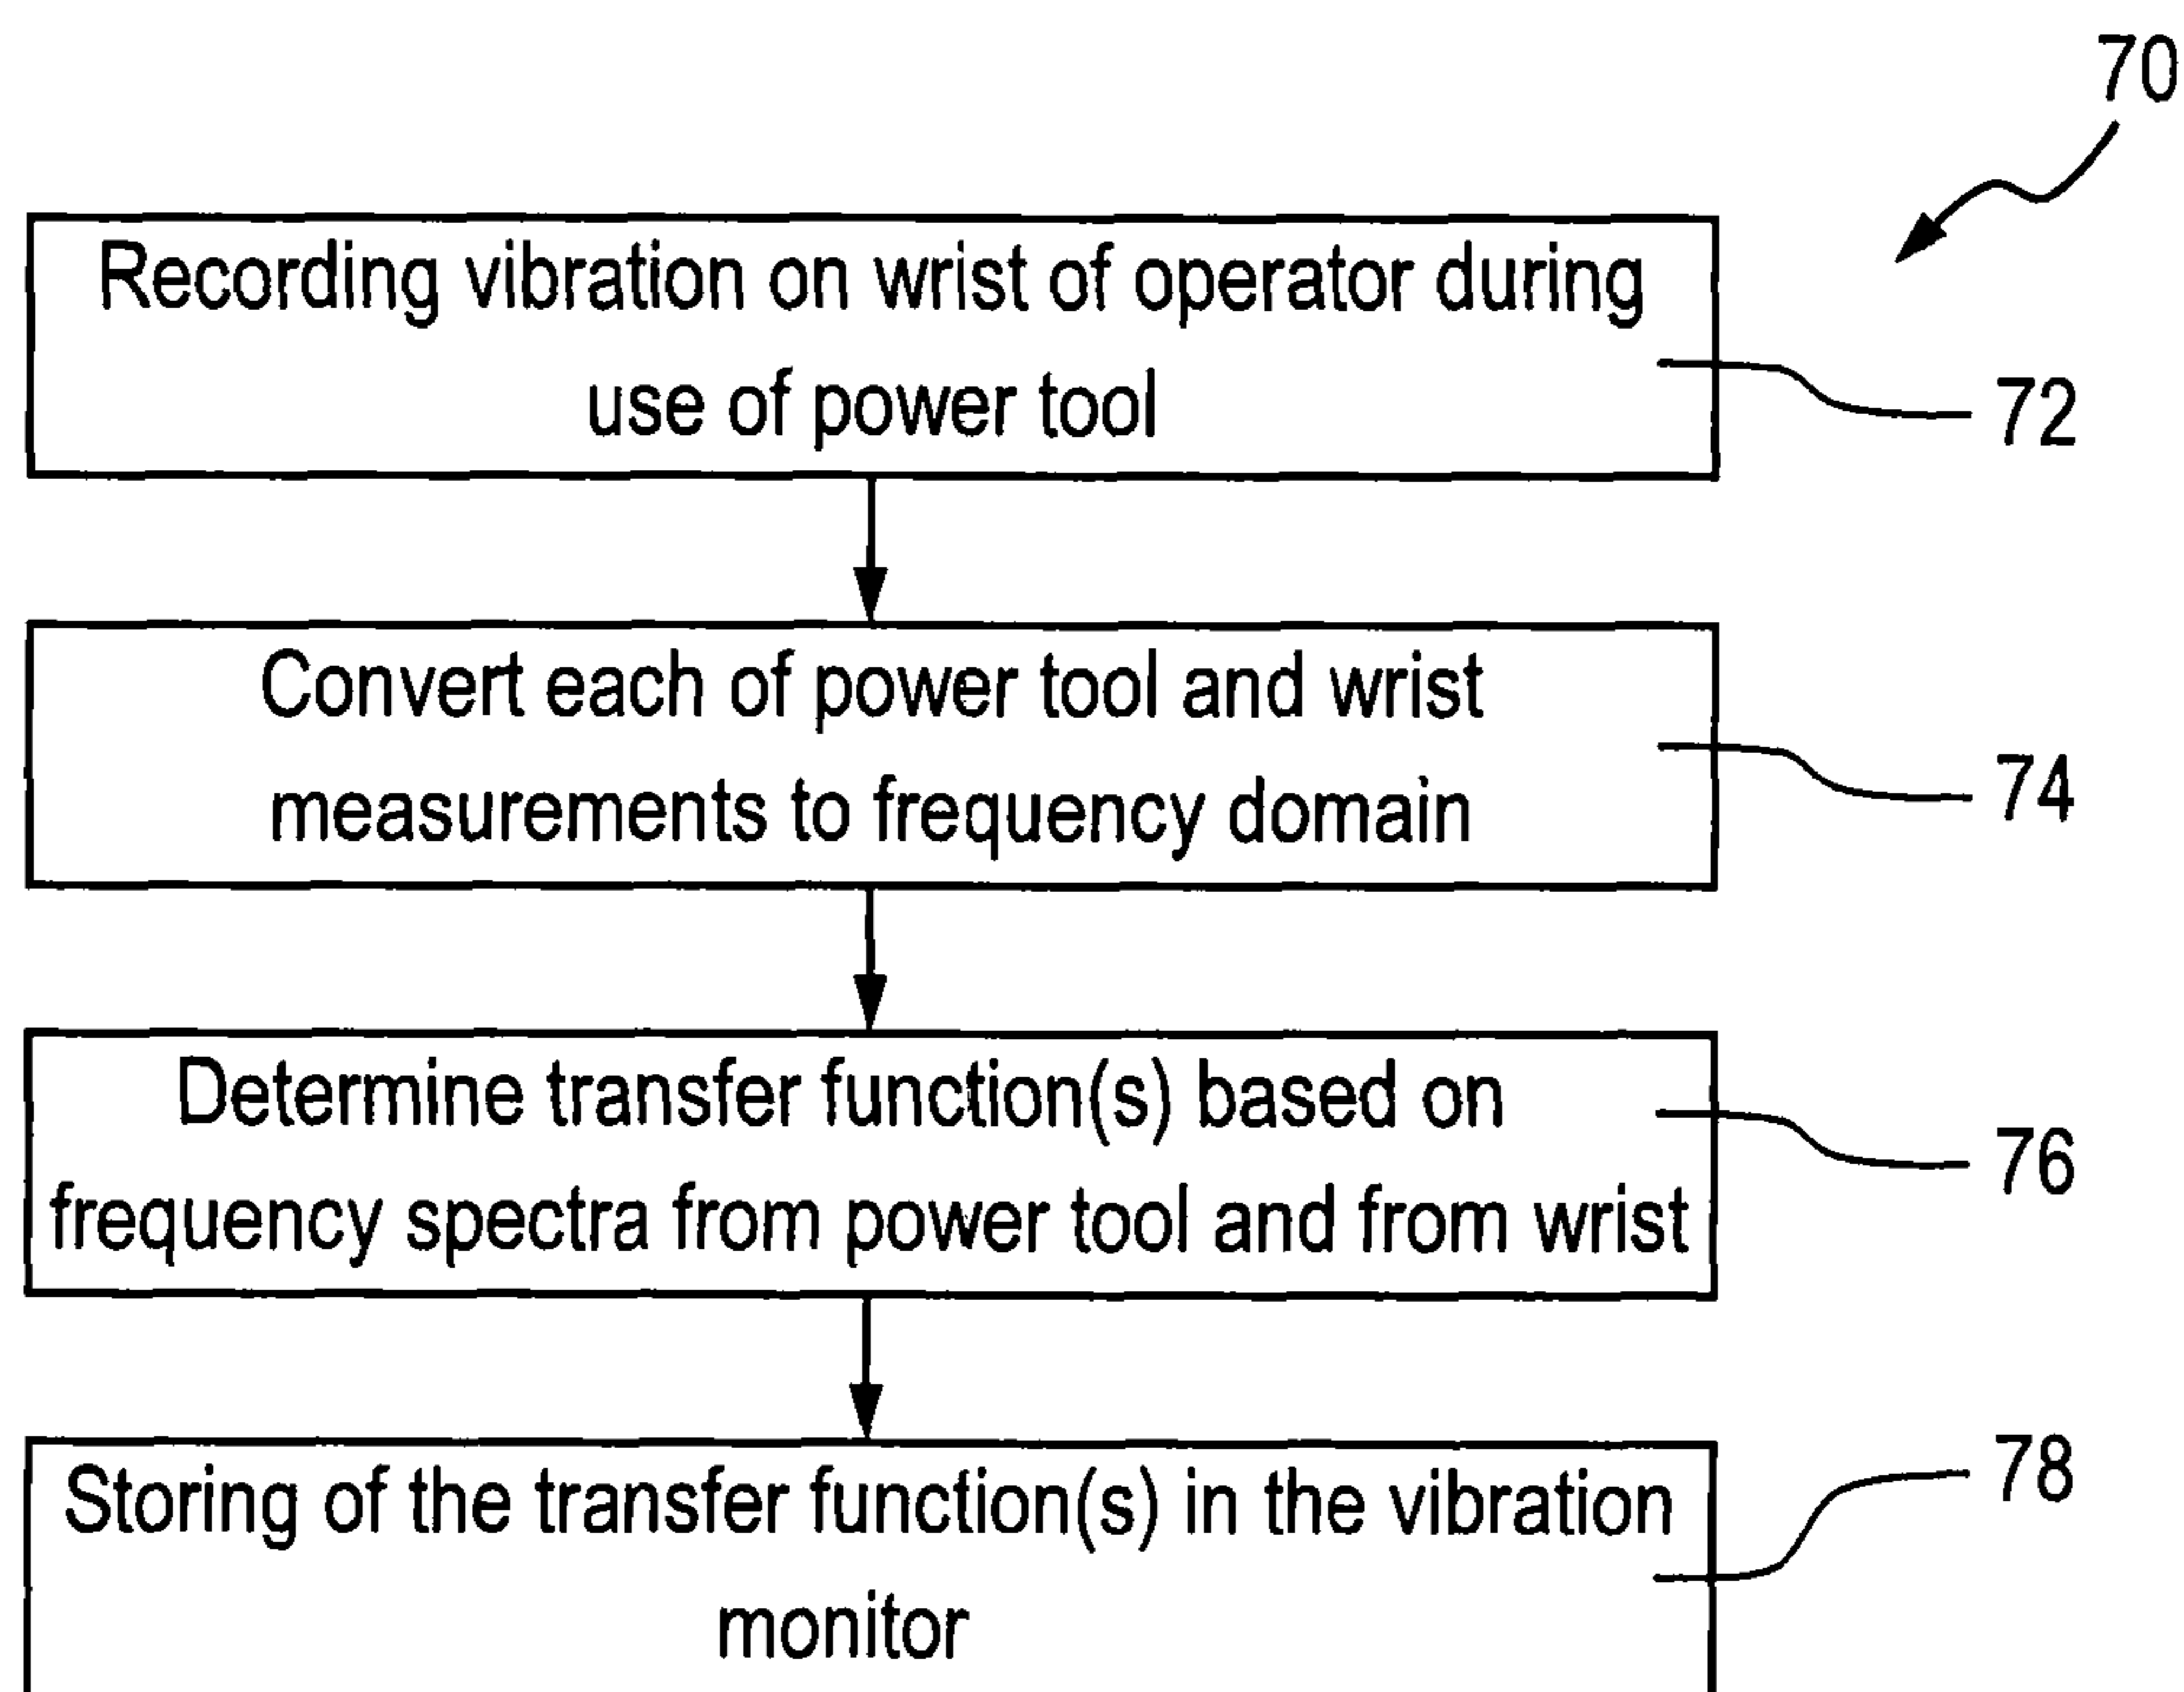 70
Recording vibration on wrist of operator during
use of power tool
72
Convert each of power tool and wrist
measurements to frequency domain
74
Determine transfer function(s) based on
frequency spectra from power tool and from wrist
76
Storing of the transfer function(s) in the vibration
monitor
78